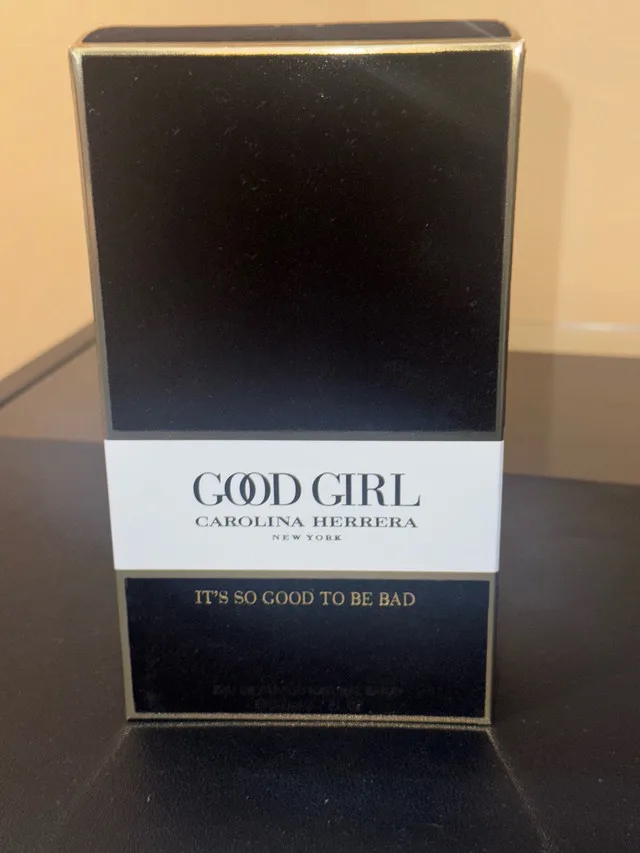 GOOD GIRL
CAROLINA HERRERA
NEW YORK
IT'S SO GOOD TO BE BAD